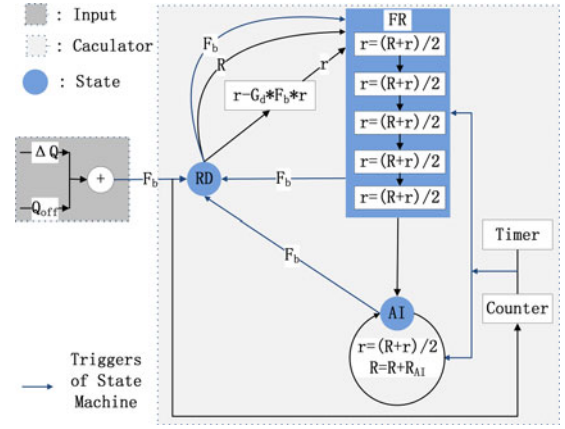 : Input
: Caculator
: State
FR
r=(R+r)/2
r=(R+r)/2
r=(R+r)/2
r=(R+r)/2
r=(R+r)/2
F_b
R
r
r-G_d*F_b*r
ΔQ
Q_off
+
F_b
RD
F_b
F_b
Timer
Counter
AI
r=(R+r)/2
R=R+R_AI
Triggers
of State
Machine